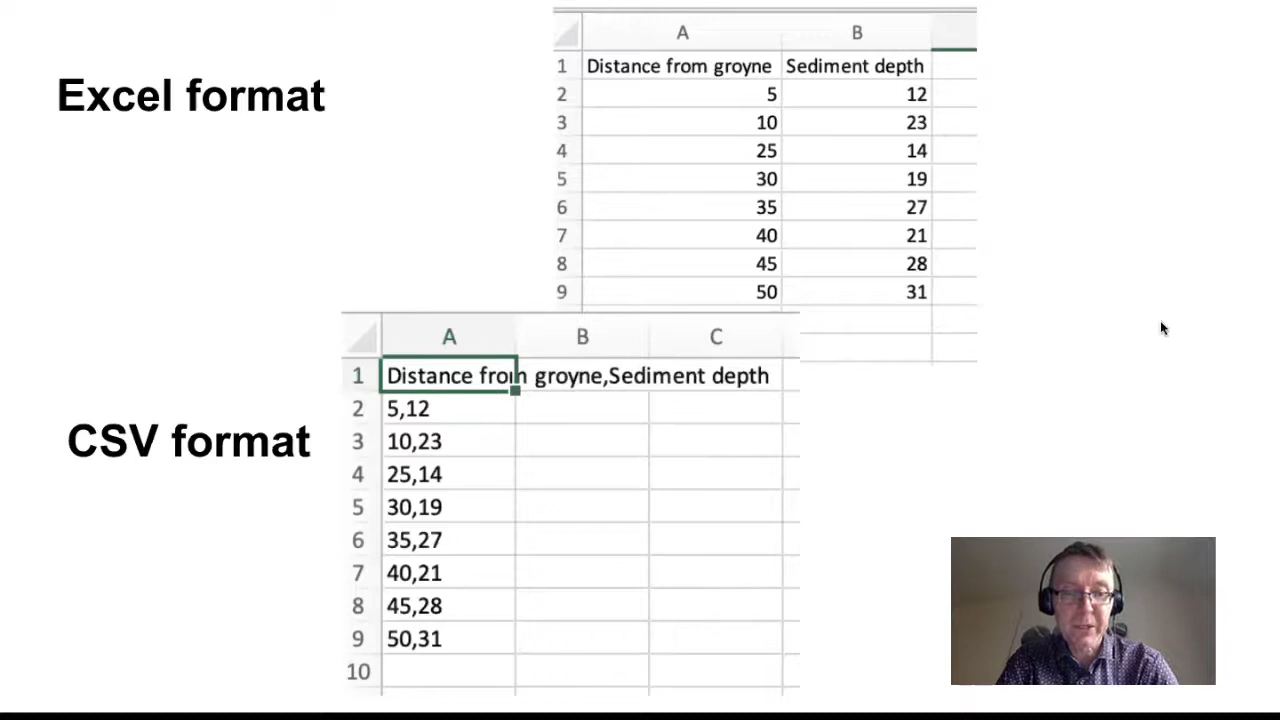 Excel format
A B
1 Distance from groyne Sediment depth
2 5 12
3 10 23
4 25 14
5 30 19
6 35 27
7 40 21
8 45 28
9 50 31
CSV format
A B C
1 Distance from groyne,Sediment depth
2 5,12
3 10,23
4 25,14
5 30,19
6 35,27
7 40,21
8 45,28
9 50,31
10